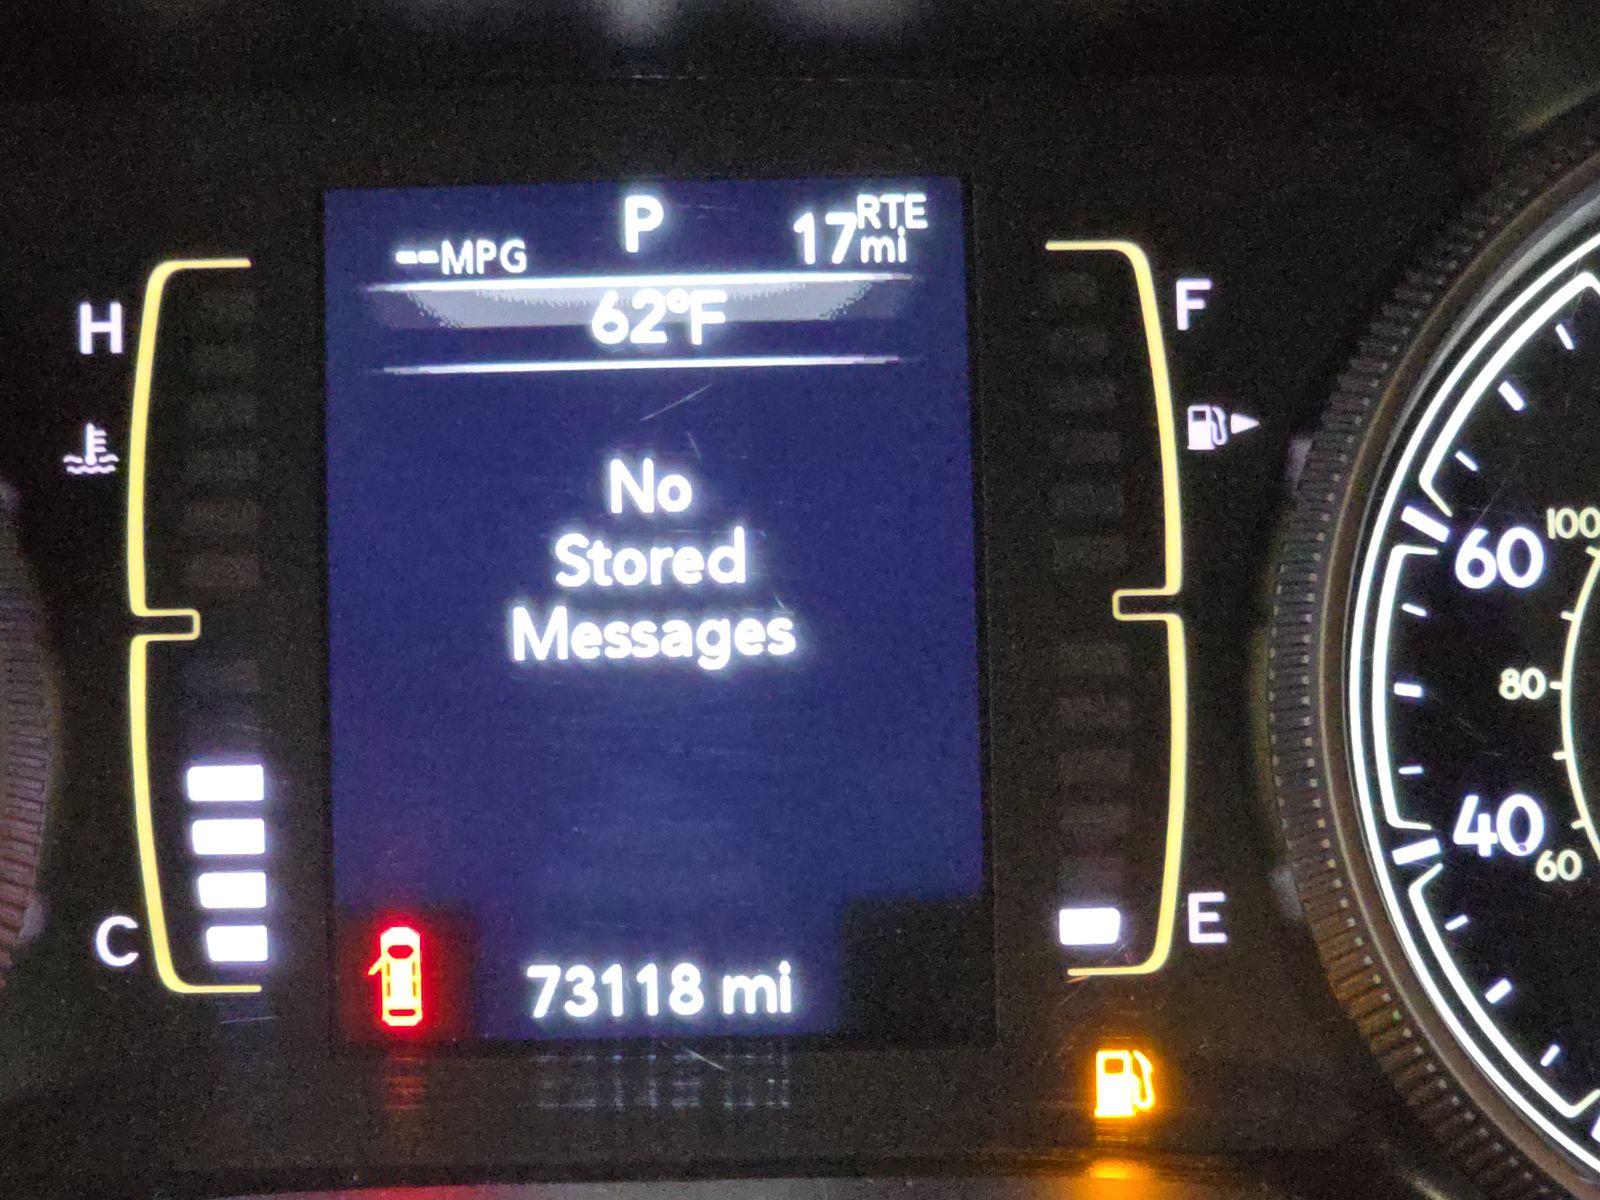 P
--MPG
17 RTE mi
62°F
H
F
No
Stored
Messages
C
E
73118 mi
60
100
80
40
60